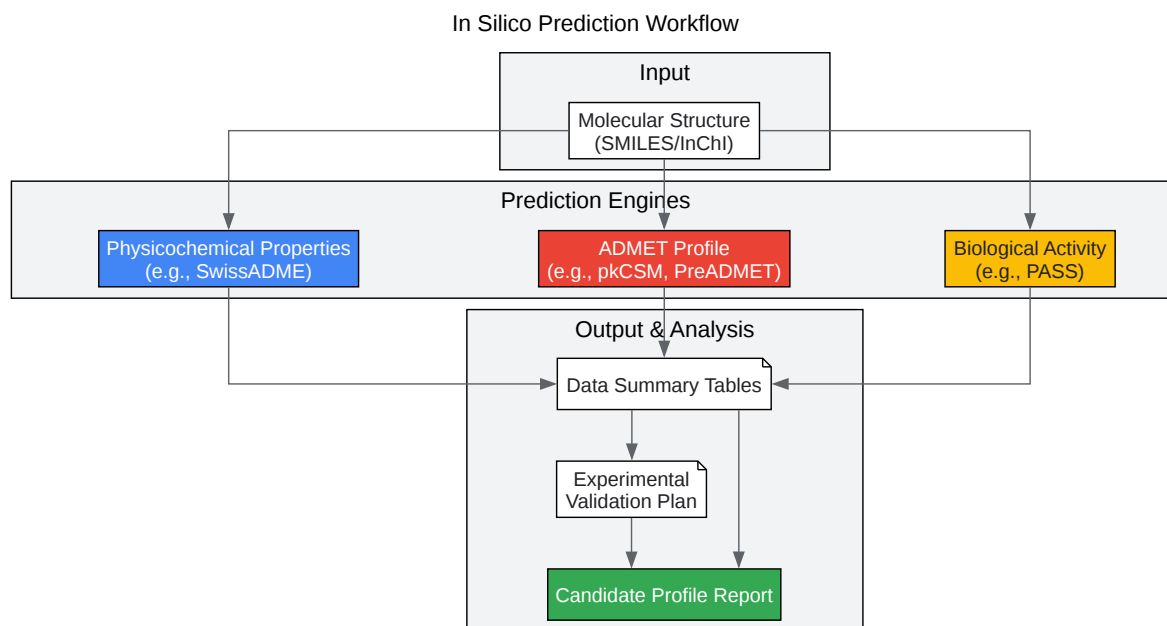 In Silico Prediction Workflow
Input
Molecular Structure
(SMILES/InChI)
Prediction Engines
Physicochemical Properties
(e.g., SwissADME)
ADMET Profile
(e.g., pkCSM, PreADMET)
Biological Activity
(e.g., PASS)
Output & Analysis
Data Summary Tables
Experimental
Validation Plan
Candidate Profile Report